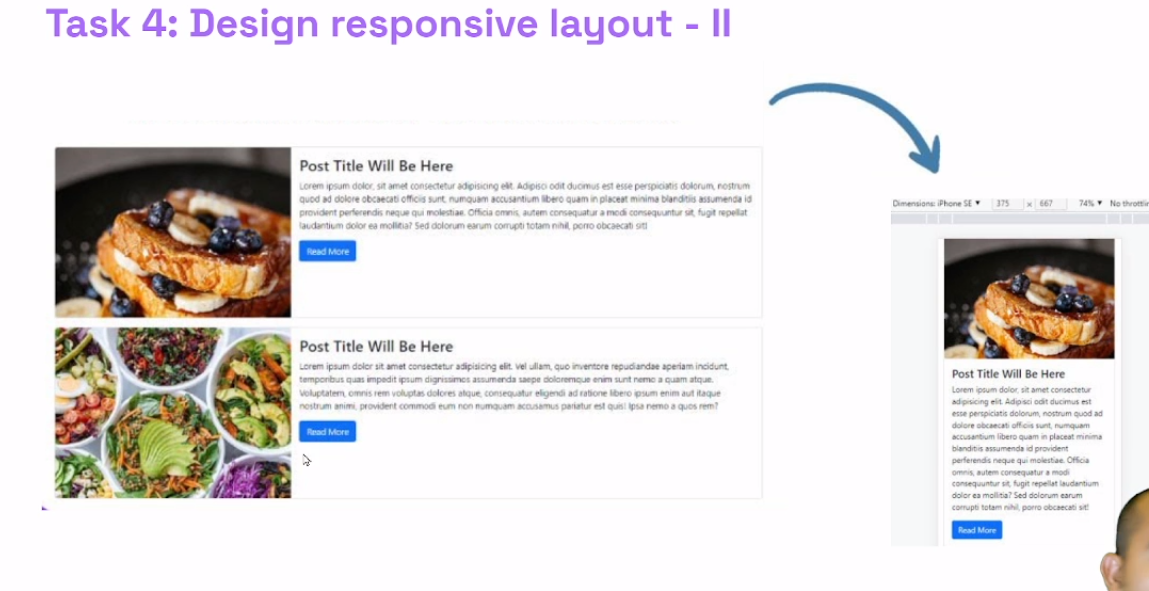 Task 4: Design responsive layout - II
Post Title Will Be Here
Lorem ipsum dolor, sit amet consectetur adipisicing elit. Adipisci odit ducimus est esse perspiciatis dolorum, nostrum
quod ad dolore obcaecati officiis sunt, numquam accusantium libero quam in placeat minima blanditiis assumenda id
provident perferendis neque qui molestiae. Officia omnis, autem consequatur a modi consequuntur sit, fugit repellat
laudantium dolor ea mollitia? Sed dolorum earum corrupti totam nihil, porro obcaecati sit!
Read More
Post Title Will Be Here
Lorem ipsum dolor sit amet consectetur adipisicing elit. Vel ullam, quo inventore repudiandae aperiam incidunt,
temporibus quas impedit ipsum dignissimos assumenda saepe doloremque enim sunt nemo a quam atque.
Voluptatem, omnis rem voluptas dolores atque, consequatur eligendi ad ratione libero ipsum enim aut itaque
nostrum animi, provident commodi eum non numquam accusamus pariatur est quis! Ipsa nemo a quos rem?
Read More
Dimensions: iPhone SE ▼ 375 x 667 74% ▼ No throttlin
Post Title Will Be Here
Lorem ipsum dolor, sit amet consectetur
adipisicing elit. Adipisci odit ducimus est
esse perspiciatis dolorum, nostrum quod ad
dolore obcaecati officiis sunt, numquam
accusantium libero quam in placeat minima
blanditiis assumenda id provident
perferendis neque qui molestiae. Officia
omnis, autem consequatur a modi
consequuntur sit, fugit repellat laudantium
dolor ea mollitia? Sed dolorum earum
corrupti totam nihil, porro obcaecati sit!
Read More